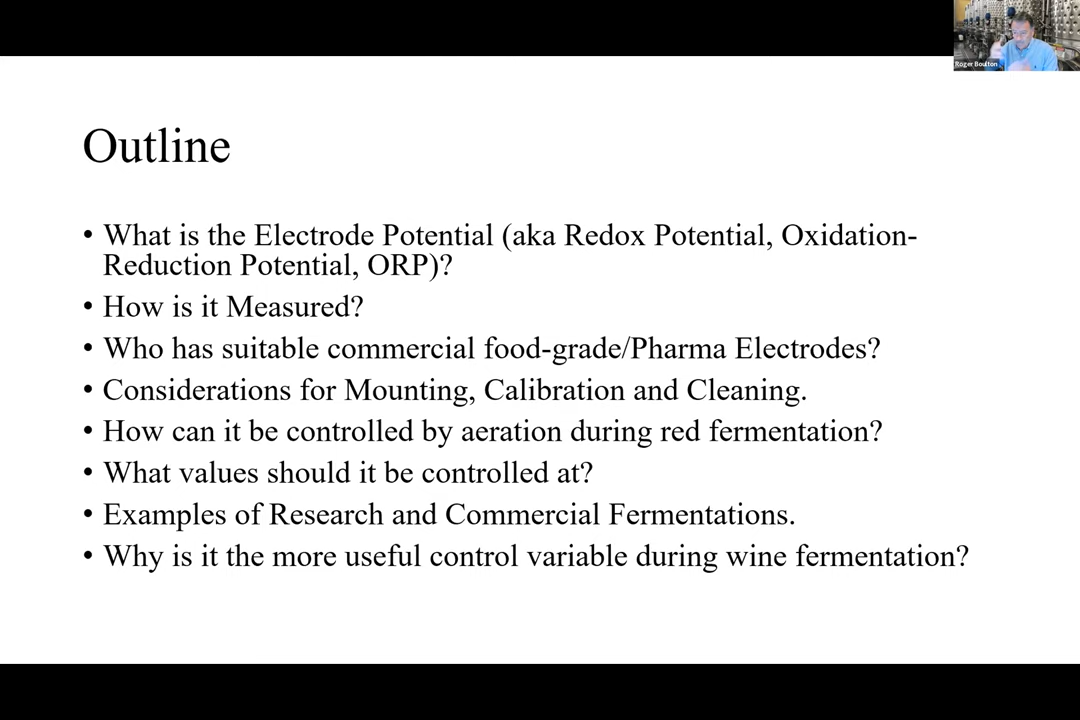 Roger Boulton
Outline
• What is the Electrode Potential (aka Redox Potential, Oxidation-
Reduction Potential, ORP)?
• How is it Measured?
• Who has suitable commercial food-grade/Pharma Electrodes?
• Considerations for Mounting, Calibration and Cleaning.
• How can it be controlled by aeration during red fermentation?
• What values should it be controlled at?
• Examples of Research and Commercial Fermentations.
• Why is it the more useful control variable during wine fermentation?